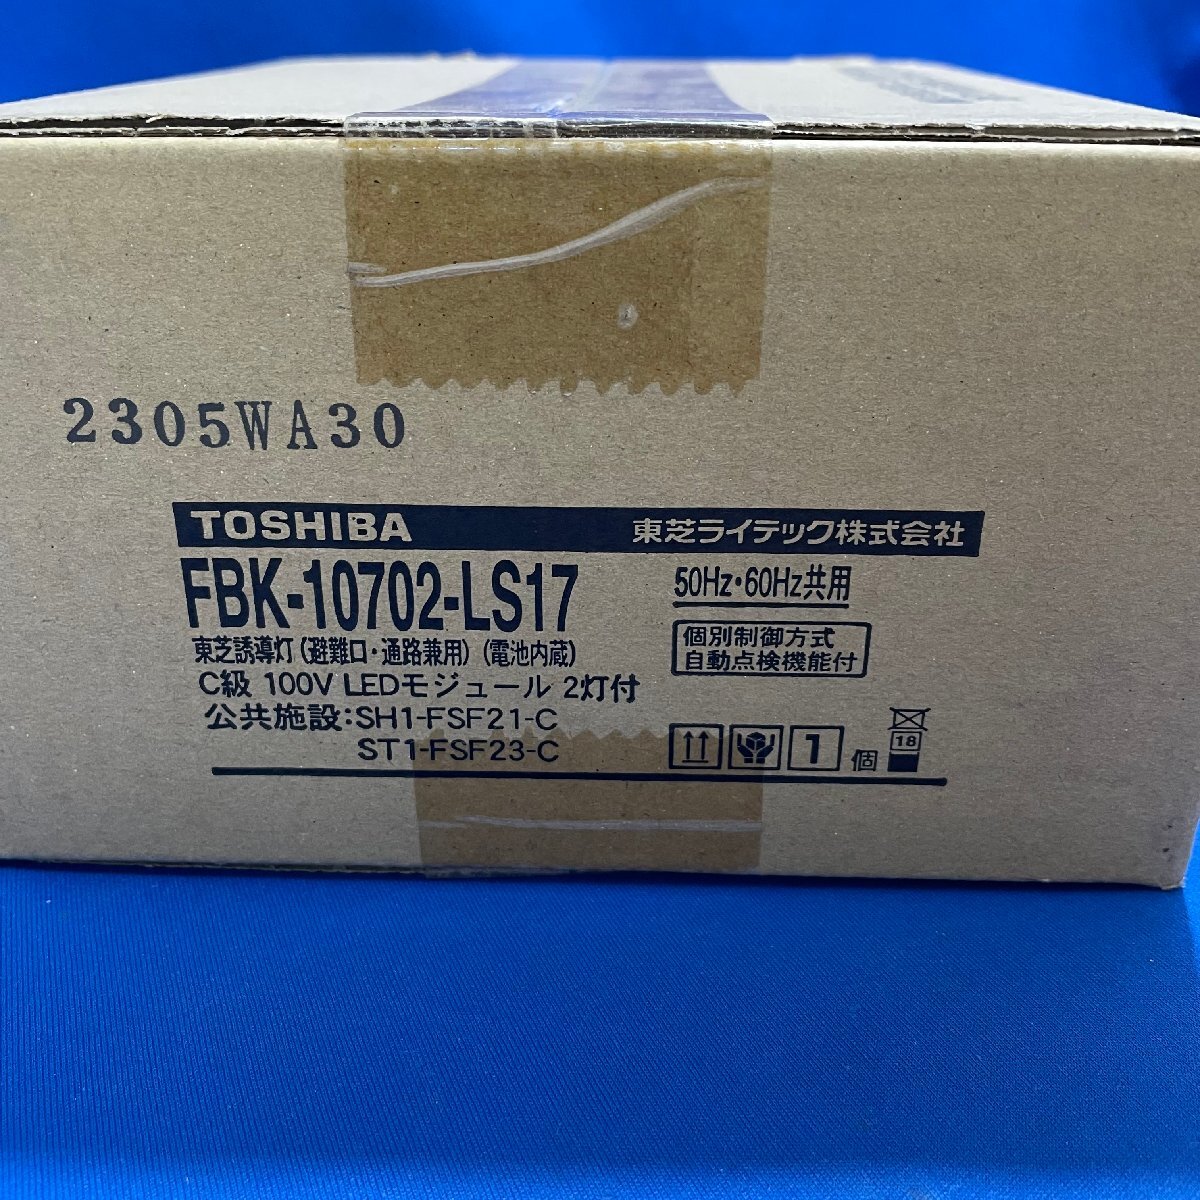 2305WA30
TOSHIBA 東芝ライテック株式会社
FBK-10702-LS17 50Hz・60Hz共用
東芝誘導灯(避難口・通路兼用)(電池内蔵)
個別制御方式
自動点検機能付
C級 100V LEDモジュール 2灯付
公共施設:SH1-FSF21-C
ST1-FSF23-C
1個
18